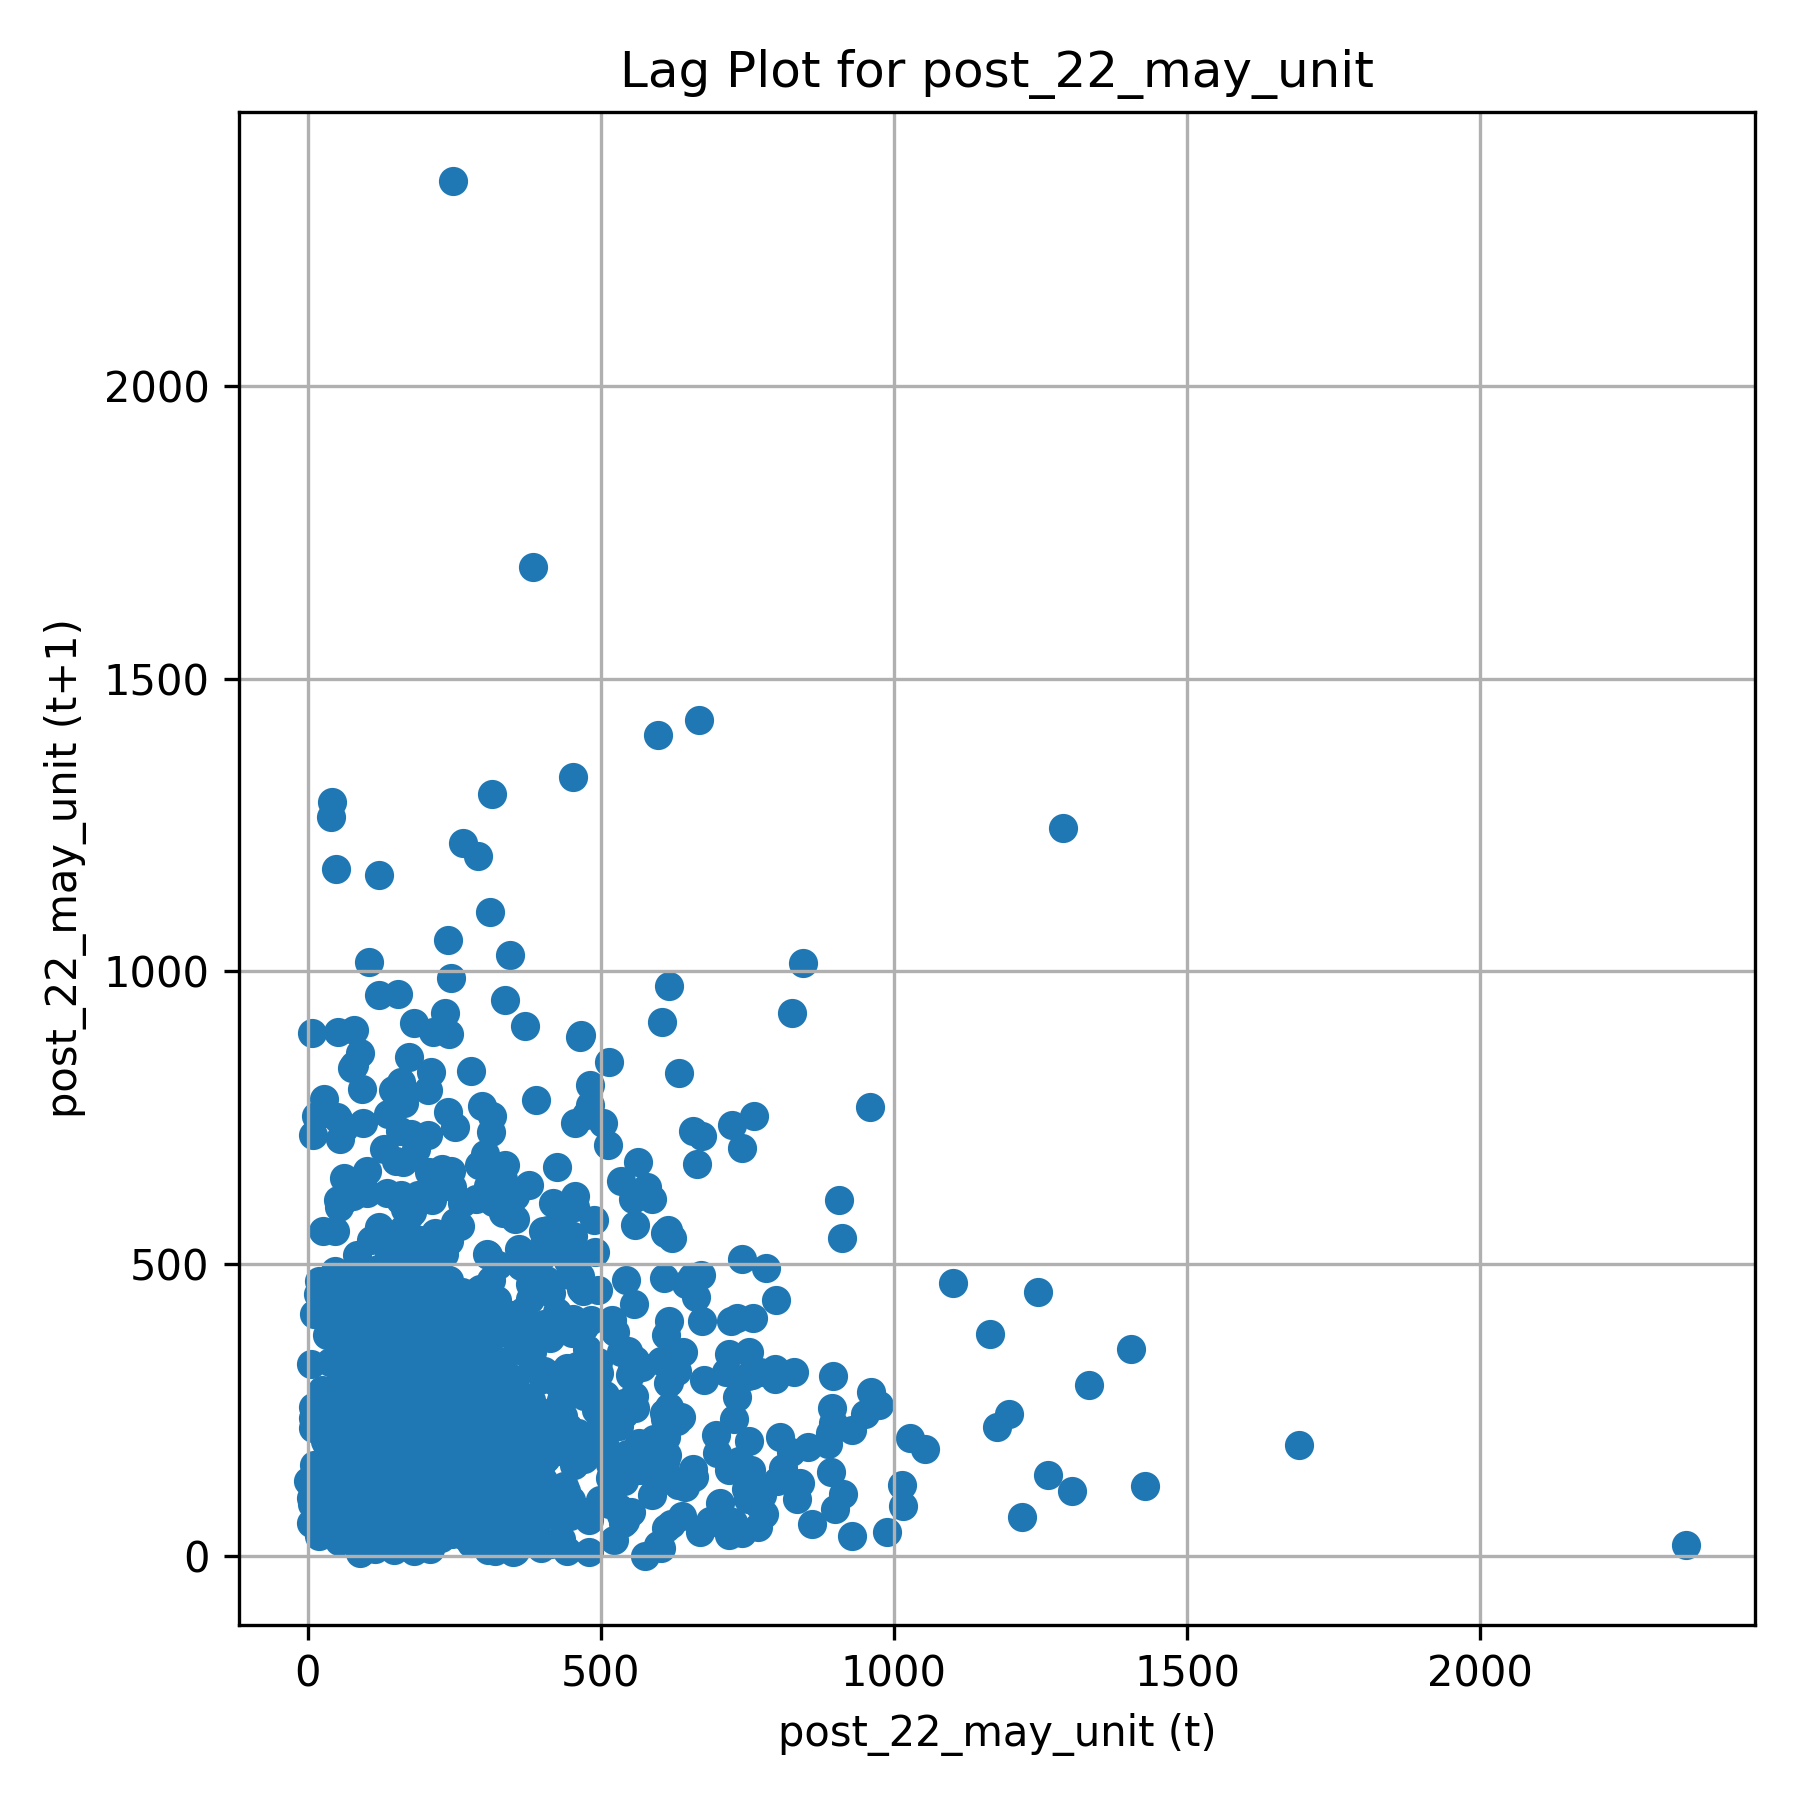 Lag Plot for post_22_may_unit
post_22_may_unit (t+1)
2000
1500
1000
500
0
0 500 1000 1500 2000
post_22_may_unit (t)